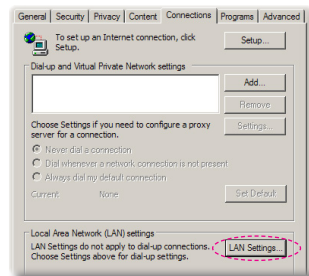 General Security Privacy Content Connections Programs Advanced
To set up an Internet connection, click
Setup.
Setup...
Dial-up and Virtual Private Network settings
Add...
Remove
Choose Settings if you need to configure a proxy
server for a connection.
Settings...
Never dial a connection
Dial whenever a network connection is not present
Always dial my default connection
Current
None
Set Default
Local Area Network (LAN) settings
LAN Settings do not apply to dial-up connections.
Choose Settings above for dial-up settings.
LAN Settings...